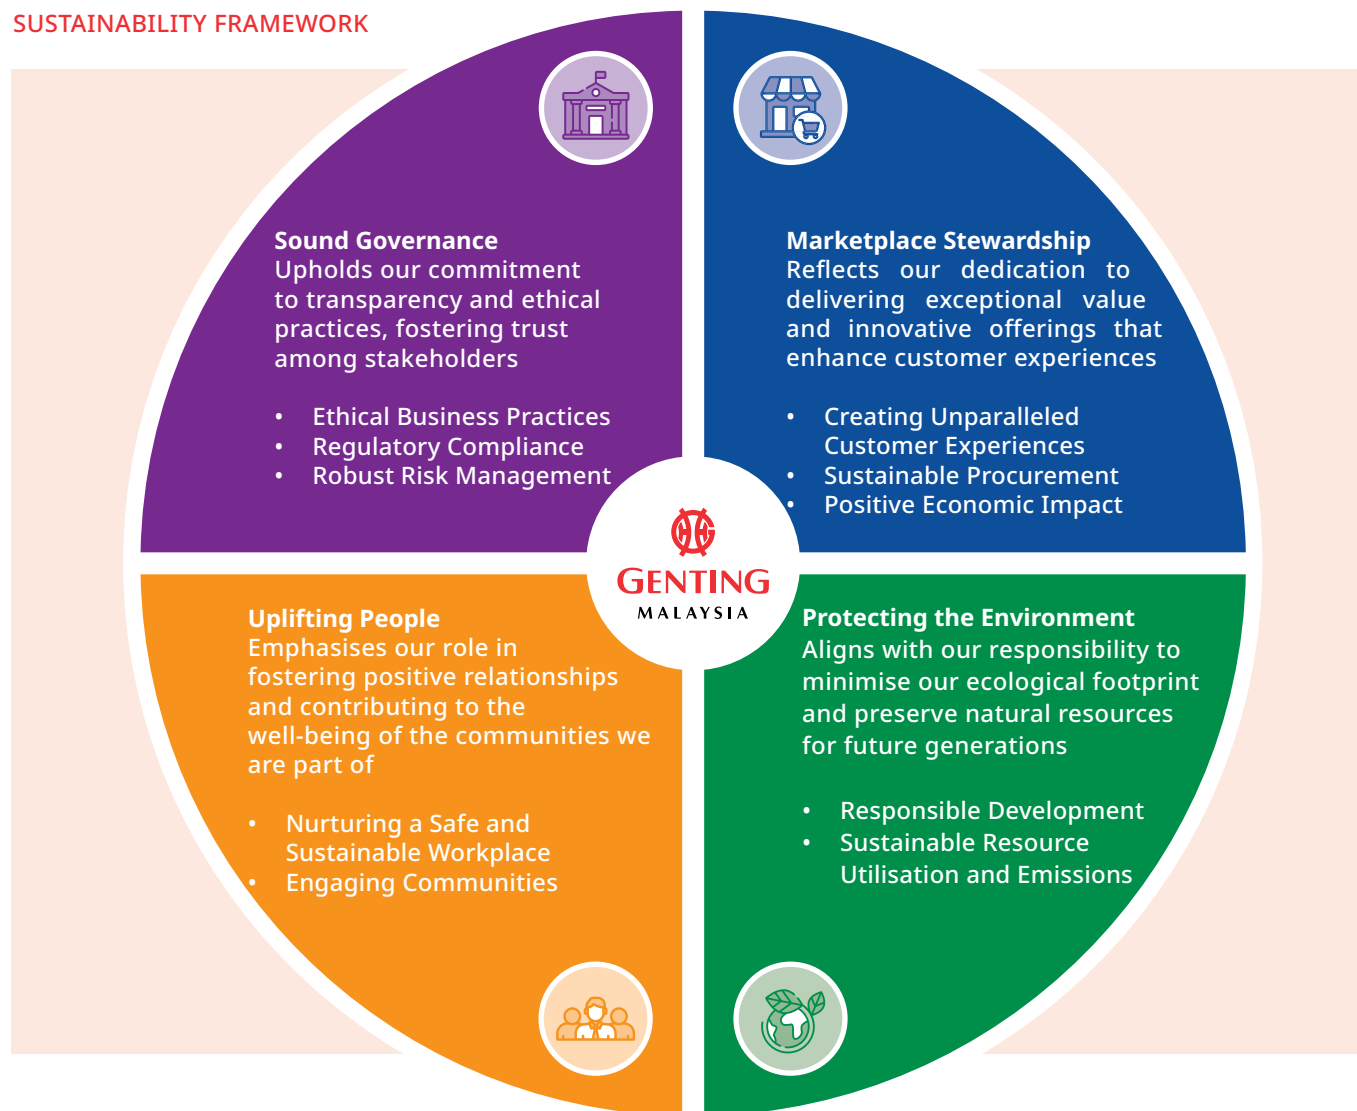 SUSTAINABILITY FRAMEWORK
Sound Governance
Upholds our commitment
to transparency and ethical
practices, fostering trust
among stakeholders
• Ethical Business Practices
• Regulatory Compliance
• Robust Risk Management
Marketplace Stewardship
Reflects our dedication to
delivering exceptional value
and innovative offerings that
enhance customer experiences
• Creating Unparalleled
Customer Experiences
• Sustainable Procurement
• Positive Economic Impact
GENTING
MALAYSIA
Uplifting People
Emphasises our role in
fostering positive relationships
and contributing to the
well-being of the communities we
are part of
• Nurturing a Safe and
Sustainable Workplace
• Engaging Communities
Protecting the Environment
Aligns with our responsibility to
minimise our ecological footprint
and preserve natural resources
for future generations
• Responsible Development
• Sustainable Resource
Utilisation and Emissions